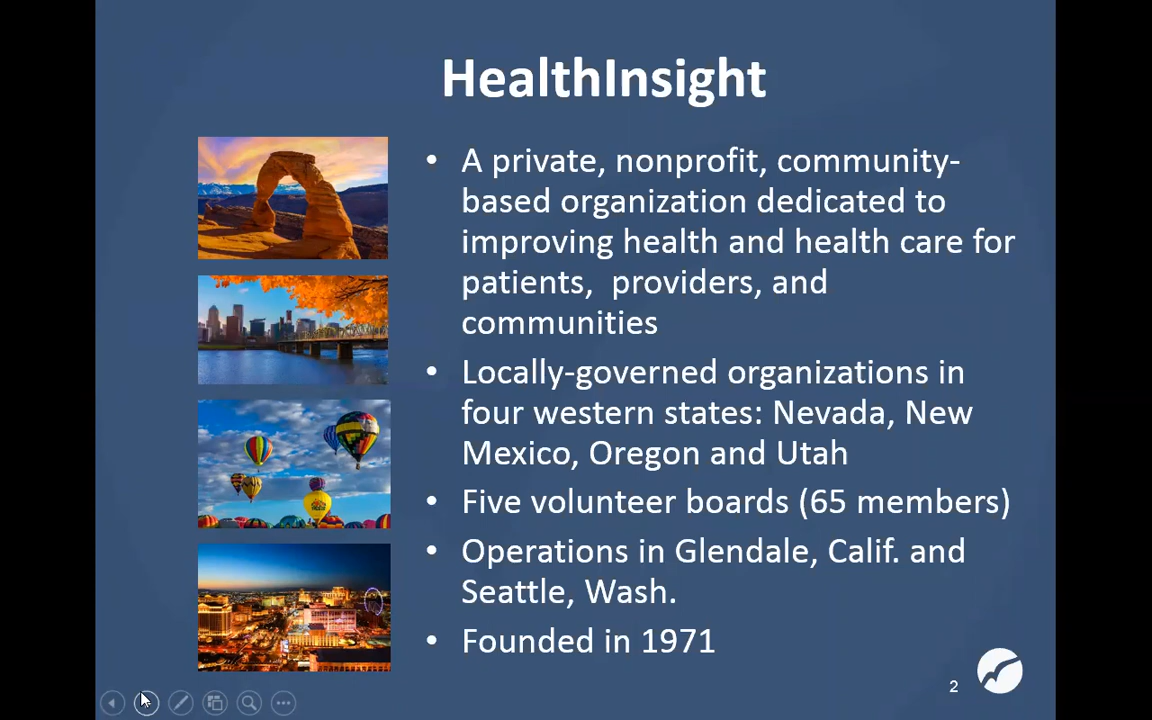 HealthInsight
• A private, nonprofit, community-
based organization dedicated to
improving health and health care for
patients,  providers, and
communities
• Locally-governed organizations in
four western states: Nevada, New
Mexico, Oregon and Utah
• Five volunteer boards (65 members)
• Operations in Glendale, Calif. and
Seattle, Wash.
• Founded in 1971
2